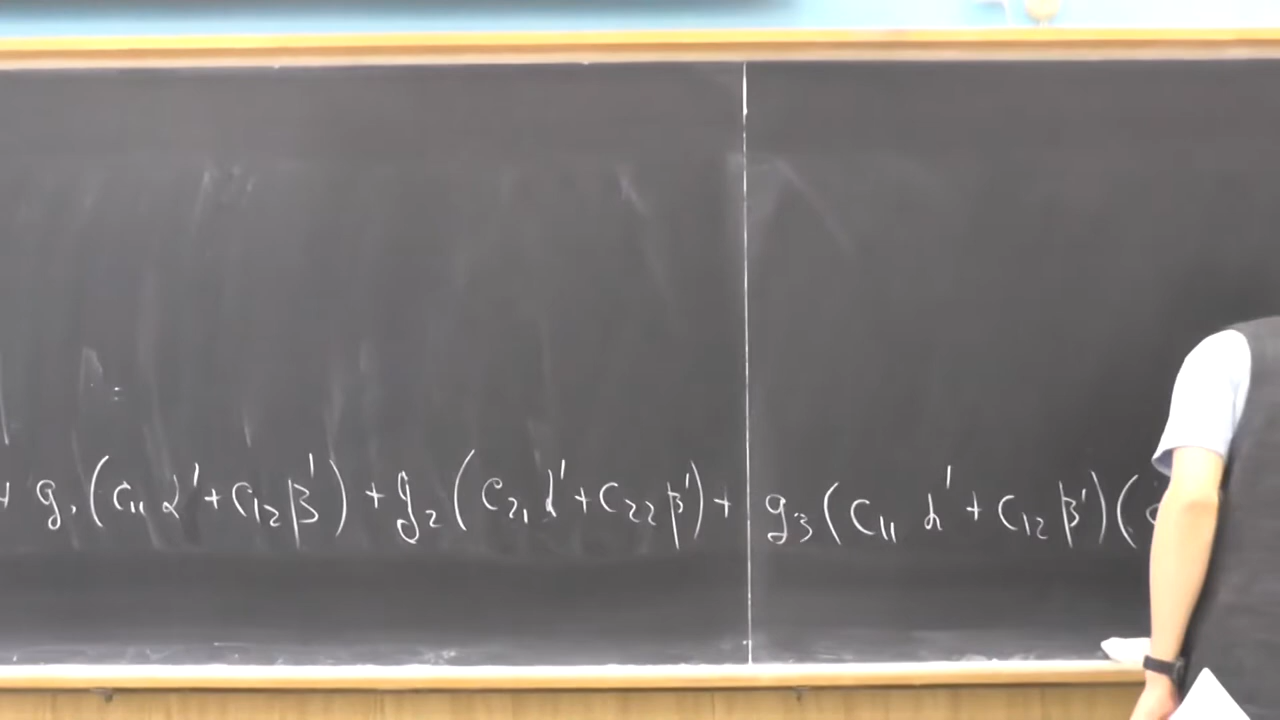 + g₁(c₁₁ α' + c₁₂ β') + g₂(c₂₁ α' + c₂₂ β') + g₃(c₁₁ α' + c₁₂ β')(